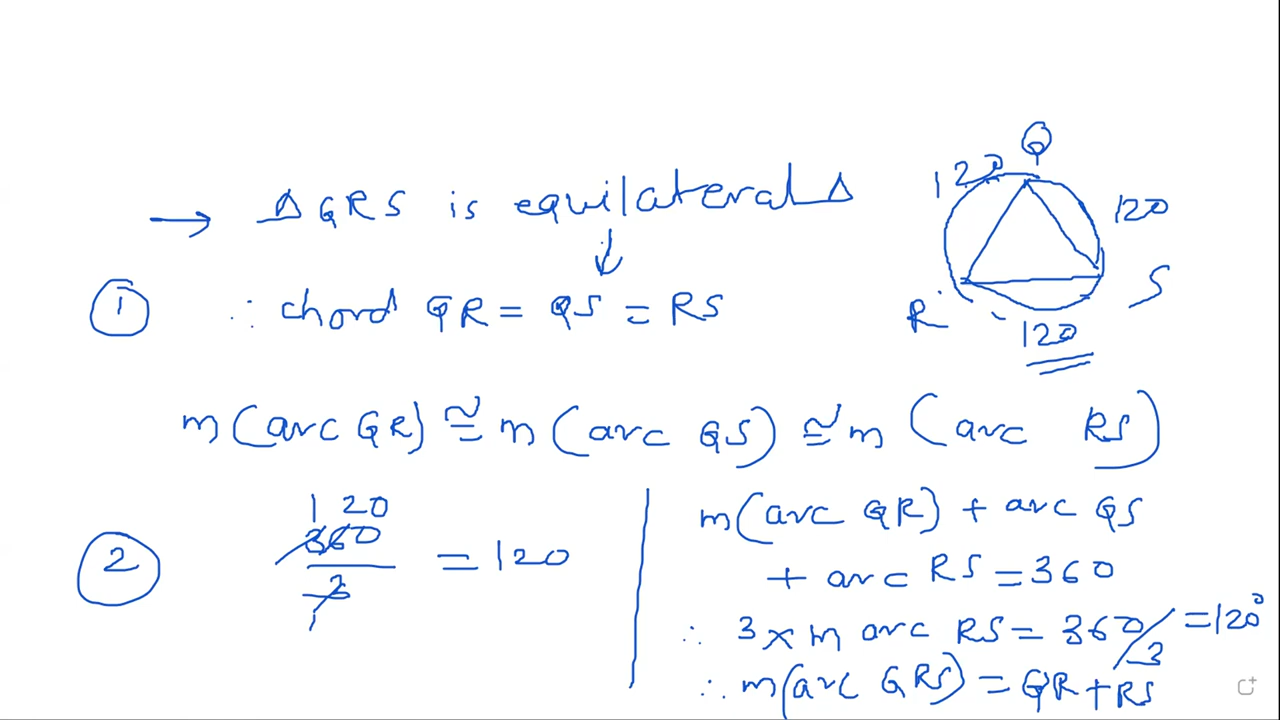 Q
120
120
→ △ QRS is equilateral △
S
① ∴ chord QR = QS = RS
R
120
m(arc QR) ≅ m(arc QS) ≅ m(arc RS)
② 360/3 = 120
120
1
m(arc QR) + arc QS
+ arc RS = 360
∴ 3 × m arc RS = 360/3 = 120°
∴ m(arc QRS) = QR + RS